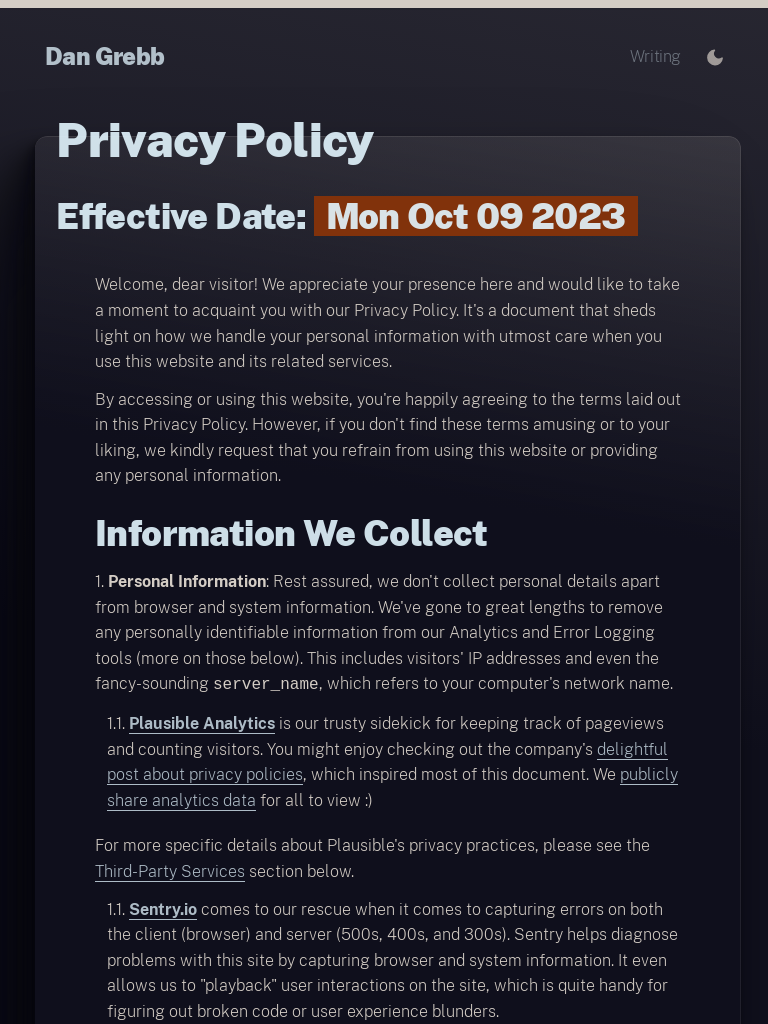 Dan Grebb
Writing
Privacy Policy
Effective Date: Mon Oct 09 2023
Welcome, dear visitor! We appreciate your presence here and would like to take
a moment to acquaint you with our Privacy Policy. It's a document that sheds
light on how we handle your personal information with utmost care when you
use this website and its related services.
By accessing or using this website, you're happily agreeing to the terms laid out
in this Privacy Policy. However, if you don't find these terms amusing or to your
liking, we kindly request that you refrain from using this website or providing
any personal information.
Information We Collect
1. Personal Information: Rest assured, we don't collect personal details apart
from browser and system information. We've gone to great lengths to remove
any personally identifiable information from our Analytics and Error Logging
tools (more on those below). This includes visitors' IP addresses and even the
fancy-sounding server_name, which refers to your computer's network name.
1.1. Plausible Analytics is our trusty sidekick for keeping track of pageviews
and counting visitors. You might enjoy checking out the company's delightful
post about privacy policies, which inspired most of this document. We publicly
share analytics data for all to view :)
For more specific details about Plausible's privacy practices, please see the
Third-Party Services section below.
1.1. Sentry.io comes to our rescue when it comes to capturing errors on both
the client (browser) and server (500s, 400s, and 300s). Sentry helps diagnose
problems with this site by capturing browser and system information. It even
allows us to "playback" user interactions on the site, which is quite handy for
figuring out broken code or user experience blunders.